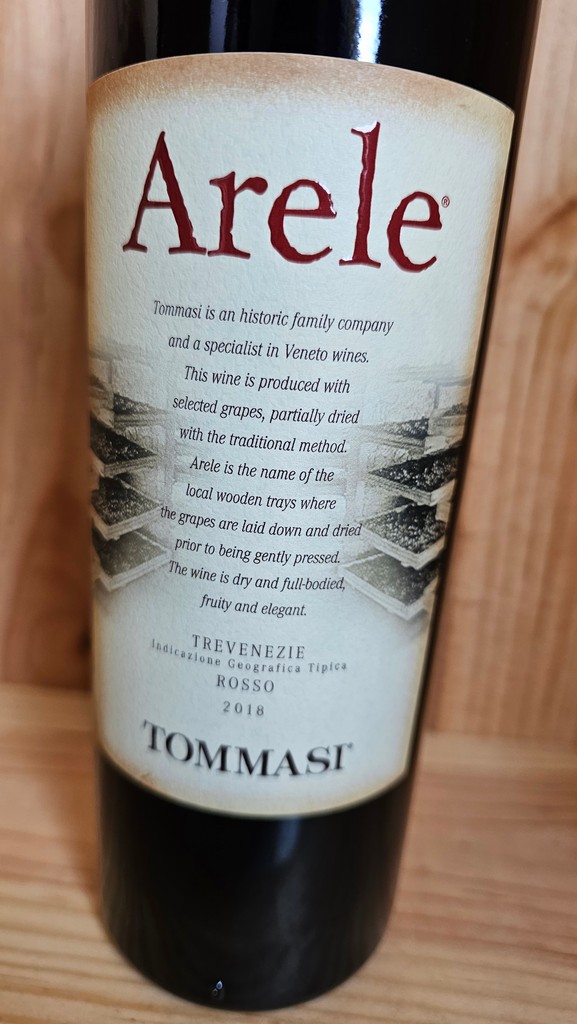 Arele®
Tommasi is an historic family company
and a specialist in Veneto wines.
This wine is produced with
selected grapes, partially dried
with the traditional method.
Arele is the name of the
local wooden trays where
the grapes are laid down and dried
prior to being gently pressed.
The wine is dry and full-bodied,
fruity and elegant.
TREVENEZIE
Indicazione Geografica Tipica
ROSSO
2018
TOMMASI®